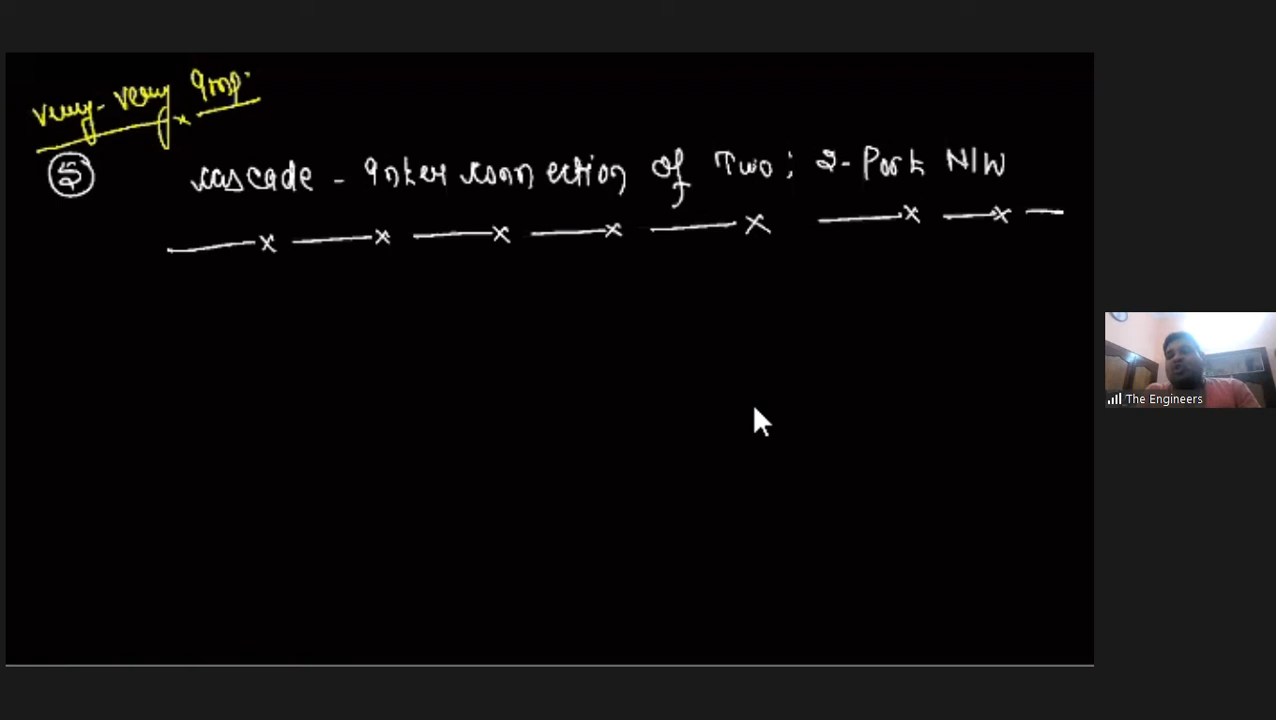 very-very Imp.
5 cascade - Interconnection of Two; 2-Port N/W
The Engineers